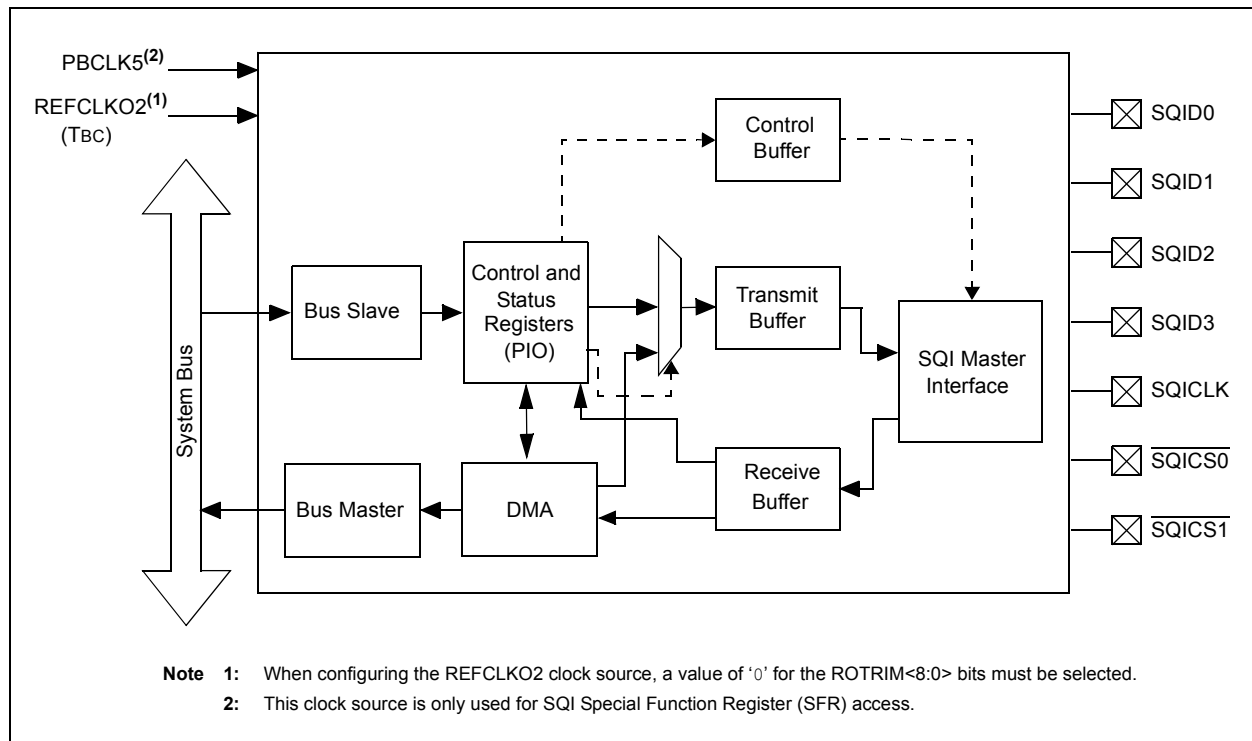 PBCLK5(2)
REFCLKO2(1)
(TBC)
System Bus
Bus Slave
Control and
Status
Registers
(PIO)
Control
Buffer
Transmit
Buffer
SQI Master
Interface
Bus Master
DMA
Receive
Buffer
SQID0
SQID1
SQID2
SQID3
SQICLK
SQICS0
SQICS1
Note 1: When configuring the REFCLKO2 clock source, a value of ‘0’ for the ROTRIM<8:0> bits must be selected.
2: This clock source is only used for SQI Special Function Register (SFR) access.